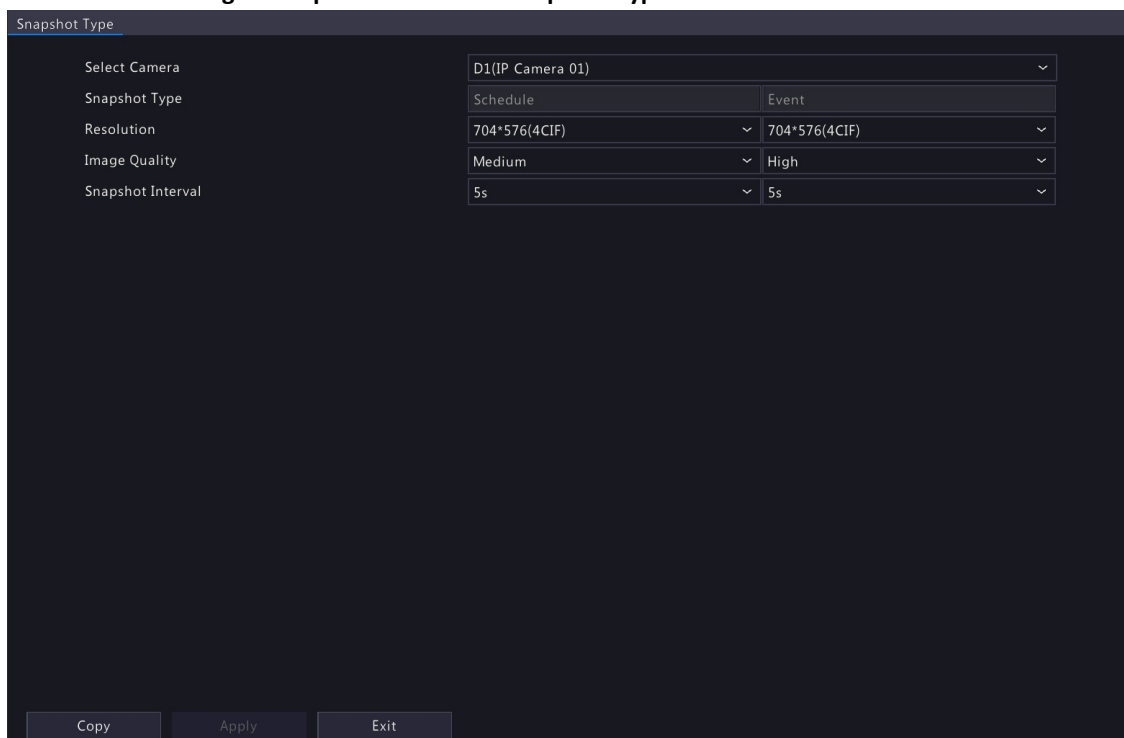 Snapshot Type
Select Camera D1(IP Camera 01)
Snapshot Type Schedule Event
Resolution 704*576(4CIF) 704*576(4CIF)
Image Quality Medium High
Snapshot Interval 5s 5s
Copy Apply Exit